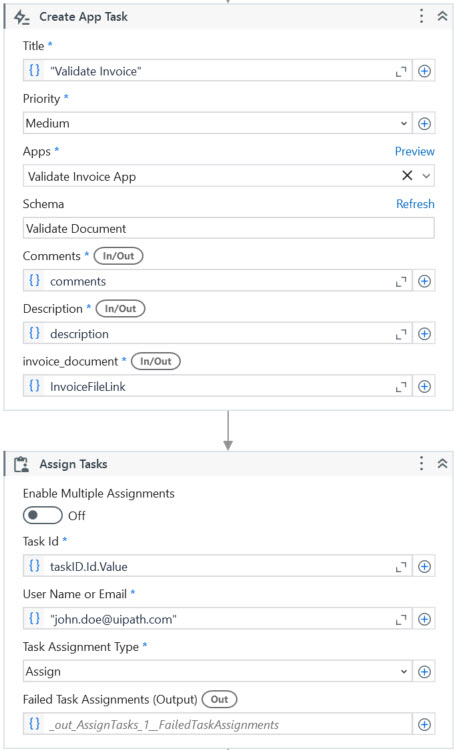 Create App Task
Title *
{} "Validate Invoice"
Priority *
Medium
Apps * Preview
Validate Invoice App
Schema Refresh
Validate Document
Comments * In/Out
{} comments
Description * In/Out
{} description
invoice_document * In/Out
{} InvoiceFileLink
Assign Tasks
Enable Multiple Assignments
Off
Task Id *
{} taskID.Id.Value
User Name or Email *
{} "john.doe@uipath.com"
Task Assignment Type *
Assign
Failed Task Assignments (Output) Out
{} _out_AssignTasks_1__FailedTaskAssignments